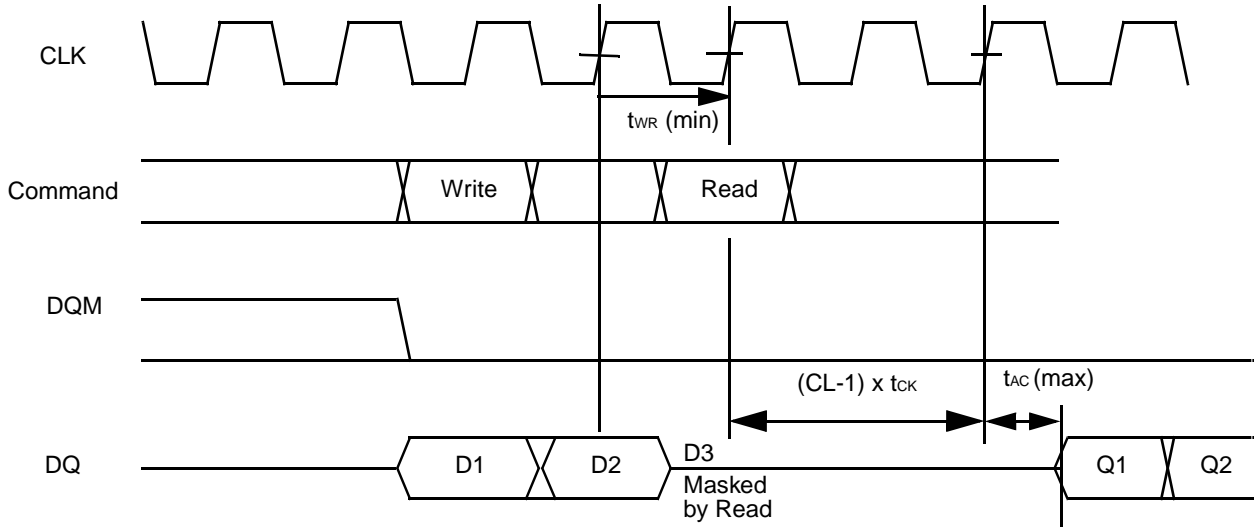 CLK
tWR (min)
Command
Write
Read
DQM
(CL-1) x tCK
tAC (max)
DQ
D1
D2
D3
Masked
by Read
Q1
Q2